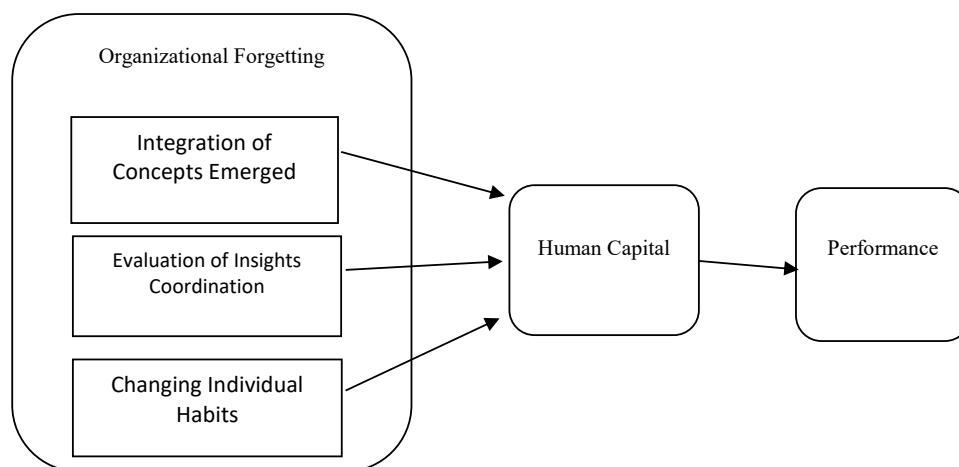 Organizational Forgetting
Integration of
Concepts Emerged
Evaluation of Insights
Coordination
Changing Individual
Habits
Human Capital
Performance